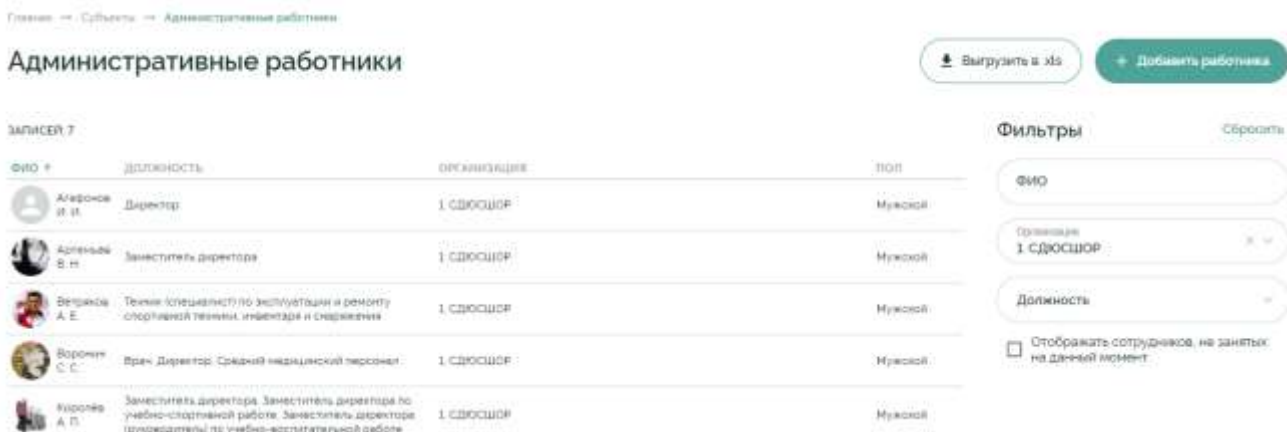 Главная → Субъекты → Административные работники
Административные работники
Выгрузить в .xls
+ Добавить работника
ЗАПИСЕЙ: 7
Фильтры
Сбросить
ФИО ДОЛЖНОСТЬ ОРГАНИЗАЦИЯ ПОЛ
ФИО
Агафонов
И. И.
Директор
1 СДЮСШОР
Мужской
Организация
1 СДЮСШОР
Артемьев
В. Н.
Заместитель директора
1 СДЮСШОР
Мужской
Должность
Ветряков
А. Е.
Техник (специалист) по эксплуатации и ремонту
спортивной техники, инвентаря и снаряжения
1 СДЮСШОР
Мужской
Отображать сотрудников, не занятых
на данный момент
Воронин
С. С.
Врач, Директор, Средний медицинский персонал
1 СДЮСШОР
Мужской
Королёв
А. П.
Заместитель директора, Заместитель директора по
учебно-спортивной работе, Заместитель директора
(руководителя) по учебно-воспитательной работе
1 СДЮСШОР
Мужской